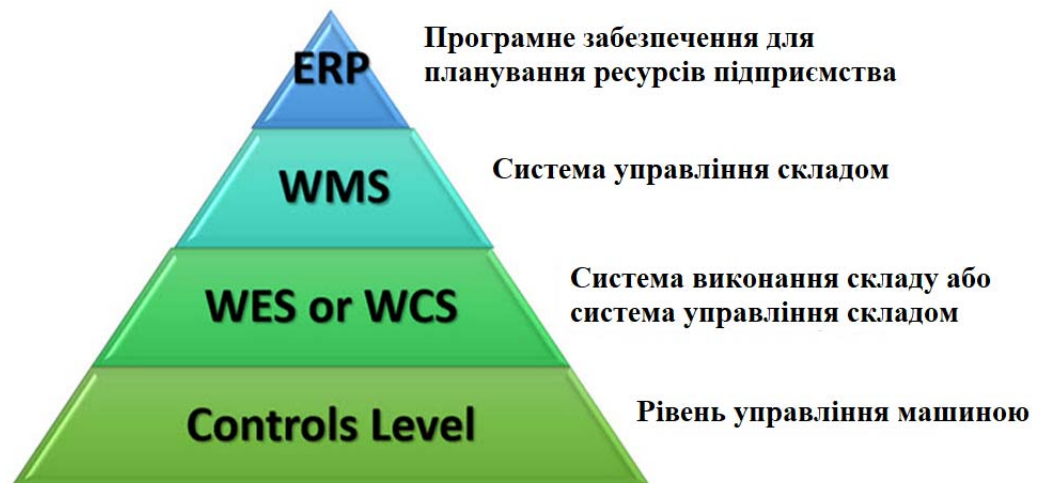 ERP
Програмне забезпечення для
планування ресурсів підприємства
WMS
Система управління складом
WES or WCS
Система виконання складу або
система управління складом
Controls Level
Рівень управління машиною